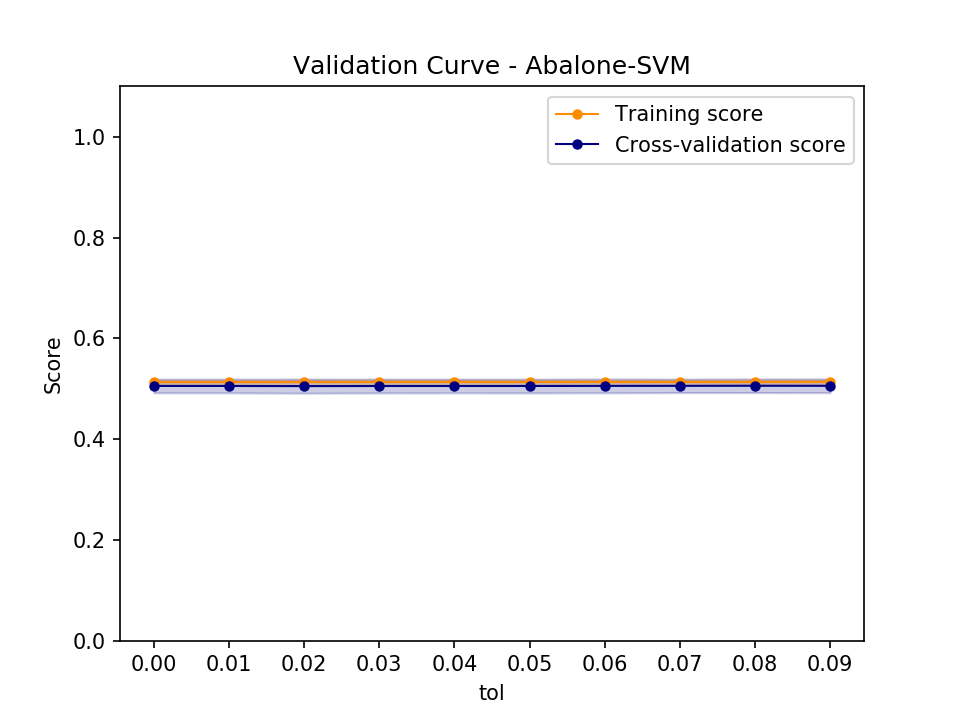 Validation Curve - Abalone-SVM
Training score
Cross-validation score
1.0
0.8
0.6
0.4
0.2
0.0
Score
0.00 0.01 0.02 0.03 0.04 0.05 0.06 0.07 0.08 0.09
tol